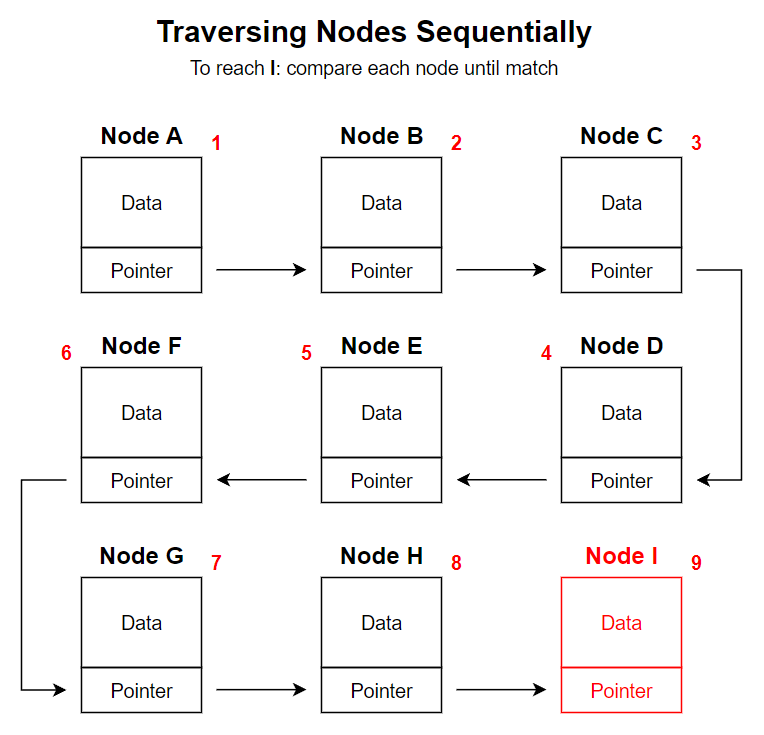 Traversing Nodes Sequentially
To reach I: compare each node until match
Node A 1 Node B 2 Node C 3
Data Data Data
Pointer Pointer Pointer
6 Node F 5 Node E 4 Node D
Data Data Data
Pointer Pointer Pointer
Node G 7 Node H 8 Node I 9
Data Data Data
Pointer Pointer Pointer